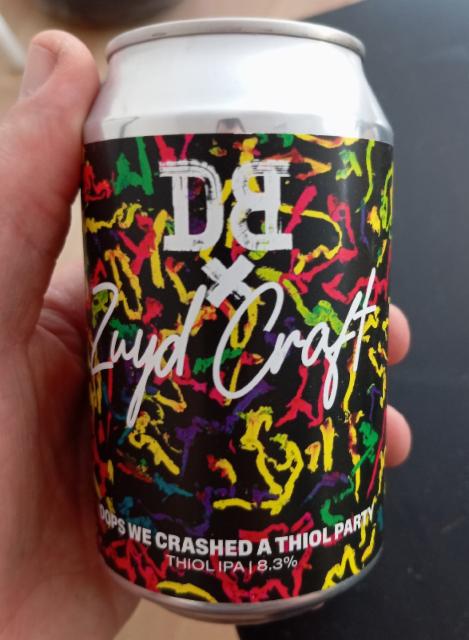 DB
x
Zuyd Craft
OOPS WE CRASHED A THIOL PARTY
THIOL IPA | 8,3%